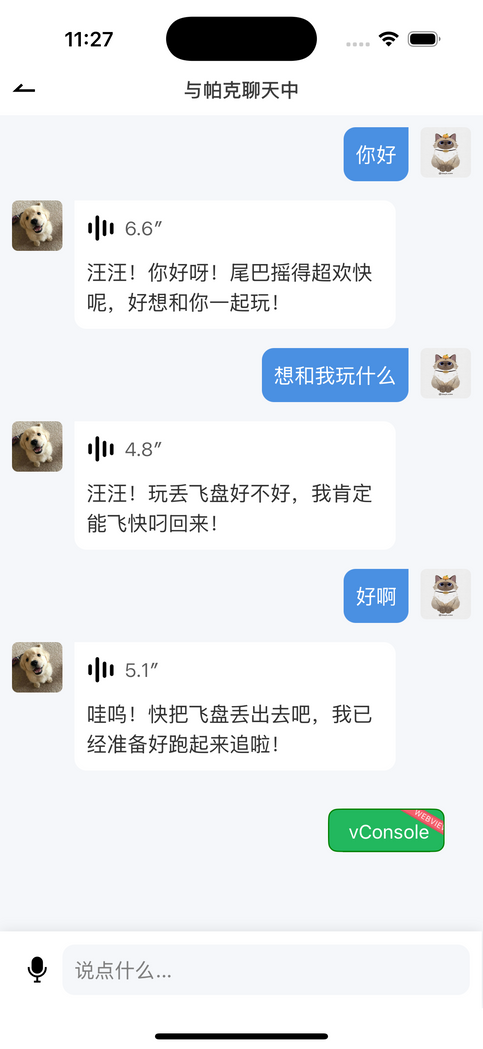 11:27
与帕克聊天中
你好
6.6″
汪汪！你好呀！尾巴摇得超欢快
呢，好想和你一起玩！
想和我玩什么
4.8″
汪汪！玩丢飞盘好不好，我肯定
能飞快叼回来！
好啊
5.1″
哇呜！快把飞盘丢出去吧，我已
经准备好跑起来追啦！
WEBVIEW
vConsole
说点什么...